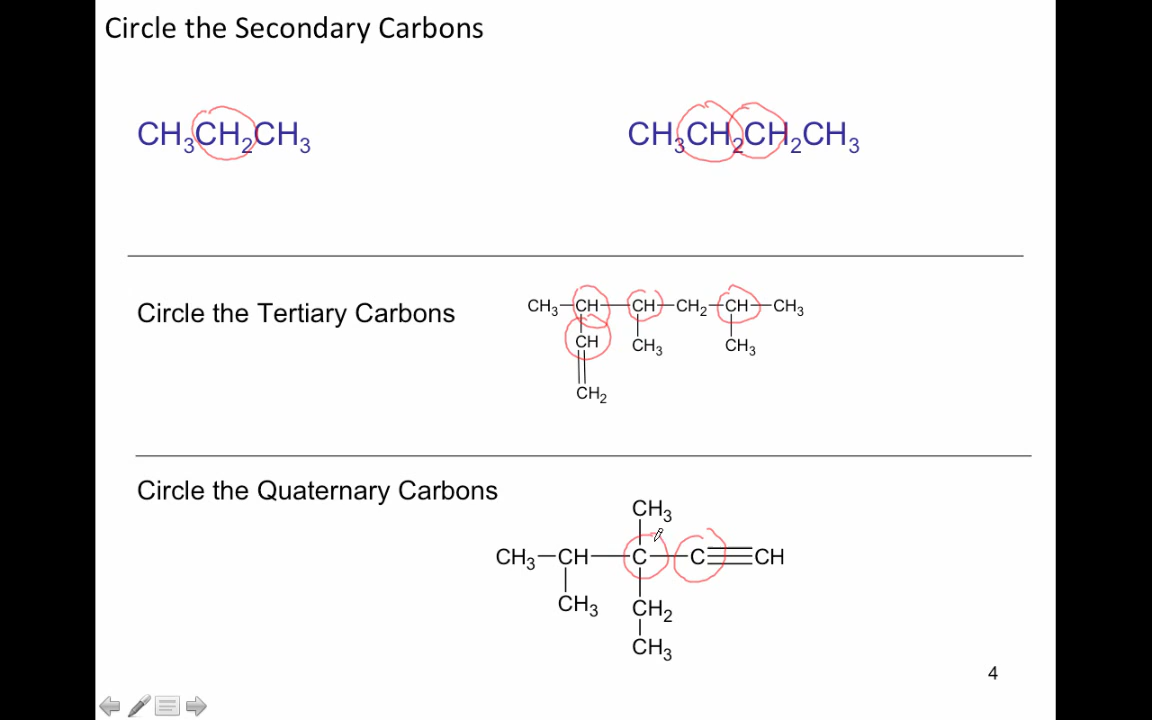 Circle the Secondary Carbons
CH₃CH₂CH₃
CH₃CH₂CH₂CH₃
Circle the Tertiary Carbons
CH₃–CH–CH–CH₂–CH–CH₃
CH CH₃ CH₃
CH₂
Circle the Quaternary Carbons
CH₃
CH₃–CH–C–C≡CH
CH₃ CH₂
CH₃
4